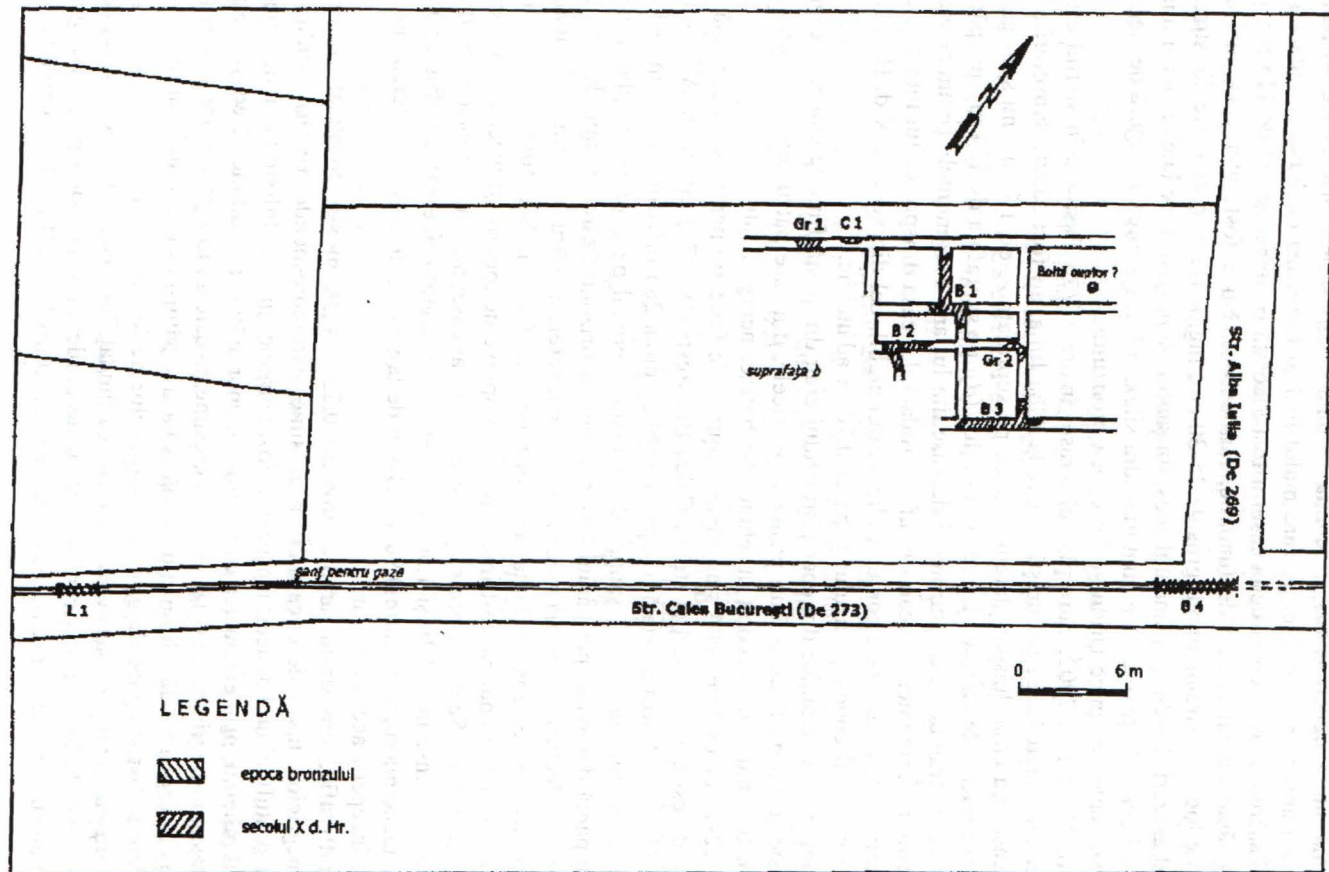 Gr 1
C 1
Boltă cuptor ?
B 1
B 2
Gr 2
suprafața b
B 3
Str. Alba Iulia (De 269)
șanț pentru gaze
L 1
B 4
Str. Calea București (De 273)
0 6 m
LEGENDĂ
epoca bronzului
secolul X d. Hr.